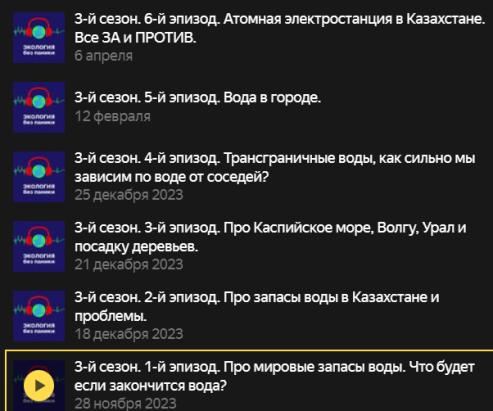 3-й сезон. 6-й эпизод. Атомная электростанция в Казахстане.
Все ЗА и ПРОТИВ.
6 апреля
ЭКОЛОГИЯ
без паники
3-й сезон. 5-й эпизод. Вода в городе.
12 февраля
ЭКОЛОГИЯ
без паники
3-й сезон. 4-й эпизод. Трансграничные воды, как сильно мы
зависим по воде от соседей?
25 декабря 2023
ЭКОЛОГИЯ
без паники
3-й сезон. 3-й эпизод. Про Каспийское море, Волгу, Урал и
посадку деревьев.
21 декабря 2023
ЭКОЛОГИЯ
без паники
3-й сезон. 2-й эпизод. Про запасы воды в Казахстане и
проблемы.
18 декабря 2023
ЭКОЛОГИЯ
без паники
3-й сезон. 1-й эпизод. Про мировые запасы воды. Что будет
если закончится вода?
28 ноября 2023